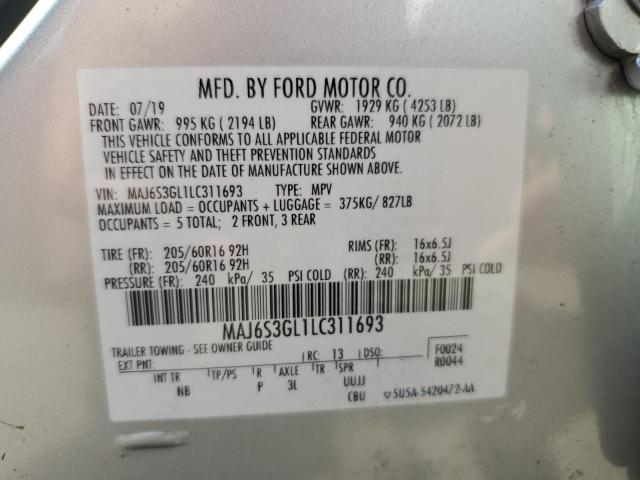 MFD. BY FORD MOTOR CO.
DATE: 07/19 GVWR: 1929 KG ( 4253 LB)
FRONT GAWR: 995 KG ( 2194 LB) REAR GAWR: 940 KG ( 2072 LB)
THIS VEHICLE CONFORMS TO ALL APPLICABLE FEDERAL MOTOR
VEHICLE SAFETY AND THEFT PREVENTION STANDARDS
IN EFFECT ON THE DATE OF MANUFACTURE SHOWN ABOVE.
VIN: MAJ6S3GL1LC311693 TYPE: MPV
MAXIMUM LOAD = OCCUPANTS + LUGGAGE = 375KG/ 827LB
OCCUPANTS = 5 TOTAL; 2 FRONT, 3 REAR
TIRE (FR): 205/60R16 92H RIMS (FR): 16x6.5J
(RR): 205/60R16 92H (RR): 16x6.5J
PRESSURE (FR): 240 kPa/ 35 PSI COLD (RR): 240 kPa/ 35 PSI COLD
MAJ6S3GL1LC311693
TRAILER TOWING - SEE OWNER GUIDE
EXT PNT: RC: 13 DSO: F0024
R0044
INT TR TP/PS R AXLE TR SPR
NB P 3L UUJJ
CBU 5U5A-5420472-AA